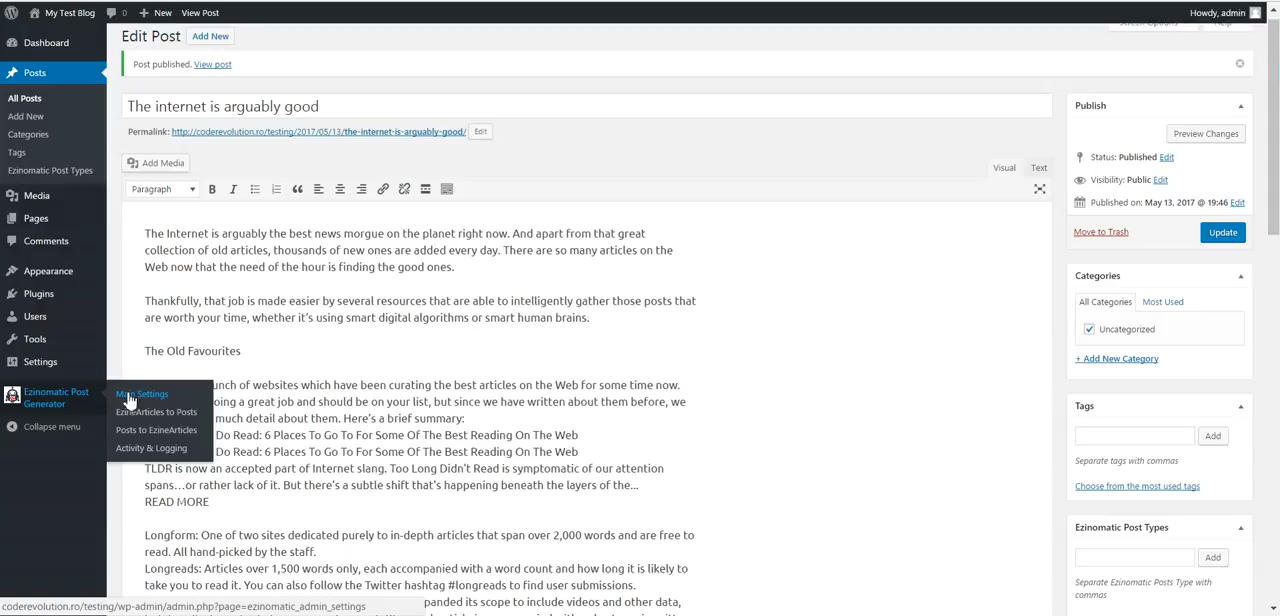 My Test Blog
0
New
View Post
Howdy, admin
Dashboard
Posts
All Posts
Add New
Categories
Tags
Ezinomatic Post Types
Media
Pages
Comments
Appearance
Plugins
Users
Tools
Settings
Ezinomatic Post
Generator
Collapse menu
Main Settings
EzineArticles to Posts
Posts to EzineArticles
Activity & Logging
Edit Post
Add New
Post published. View post
The internet is arguably good
Permalink: http://coderevolution.ro/testing/2017/05/13/the-internet-is-arguably-good/
Edit
Add Media
Visual
Text
Paragraph
The Internet is arguably the best news morgue on the planet right now. And apart from that great
collection of old articles, thousands of new ones are added every day. There are so many articles on the
Web now that the need of the hour is finding the good ones.
Thankfully, that job is made easier by several resources that are able to intelligently gather those posts that
are worth your time, whether it's using smart digital algorithms or smart human brains.
The Old Favourites
unch of websites which have been curating the best articles on the Web for some time now.
oing a great job and should be on your list, but since we have written about them before, we
much detail about them. Here's a brief summary:
Do Read: 6 Places To Go To For Some Of The Best Reading On The Web
Do Read: 6 Places To Go To For Some Of The Best Reading On The Web
TLDR is now an accepted part of Internet slang. Too Long Didn't Read is symptomatic of our attention
spans…or rather lack of it. But there's a subtle shift that's happening beneath the layers of the...
READ MORE
Longform: One of two sites dedicated purely to in-depth articles that span over 2,000 words and are free to
read. All hand-picked by the staff.
Longreads: Articles over 1,500 words only, each accompanied with a word count and how long it is likely to
take you to read it. You can also follow the Twitter hashtag #longreads to find user submissions.
panded its scope to include videos and other data,
Publish
Preview Changes
Status: Published Edit
Visibility: Public Edit
Published on: May 13, 2017 @ 19:46 Edit
Move to Trash
Update
Categories
All Categories
Most Used
Uncategorized
+ Add New Category
Tags
Add
Separate tags with commas
Choose from the most used tags
Ezinomatic Post Types
Add
Separate Ezinomatic Posts Type with
commas
coderevolution.ro/testing/wp-admin/admin.php?page=ezinomatic_admin_settings